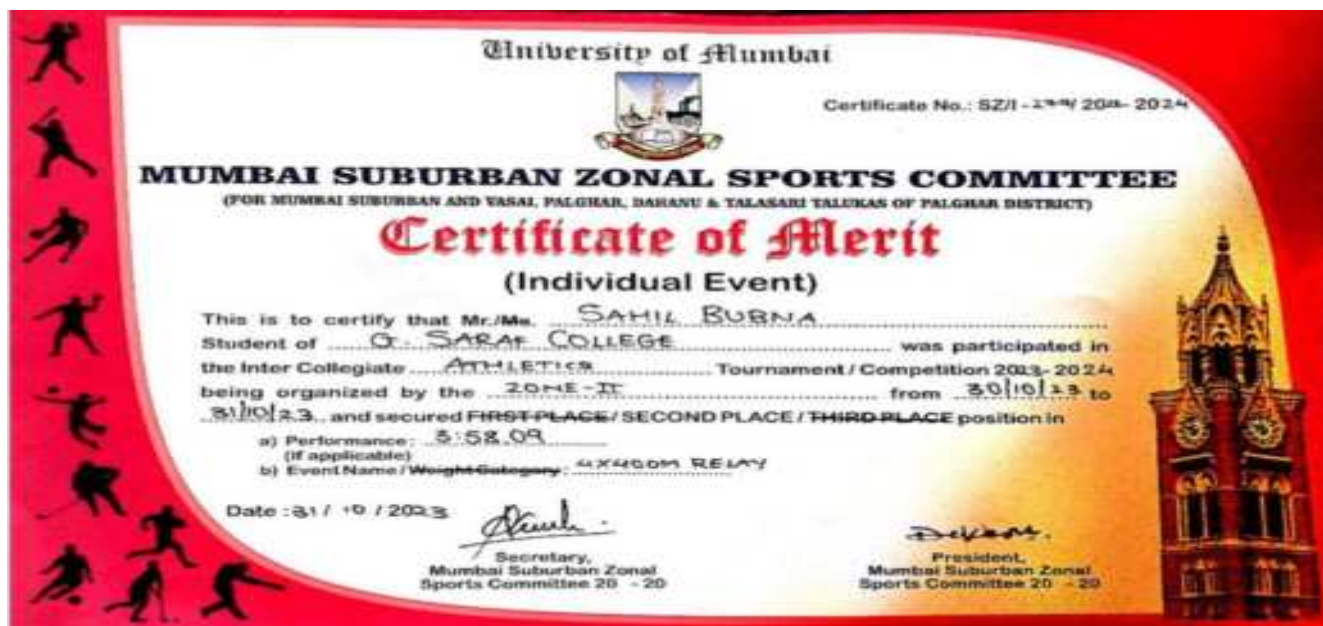 University of Mumbai
Certificate No.: SZ/I - 2024
MUMBAI SUBURBAN ZONAL SPORTS COMMITTEE
(FOR MUMBAI SUBURBAN AND VASAI, PALGHAR, DAHANU & TALASARI TALUKAS OF PALGHAR DISTRICT)
Certificate of Merit
(Individual Event)
This is to certify that Mr./Ms. SAHIL BUBNA
Student of G. SARAF COLLEGE was participated in
the Inter Collegiate ATHLETICS Tournament / Competition 2023-2024
being organized by the ZONE-II from 30/10/23 to
31/10/23 and secured FIRST PLACE / SECOND PLACE / THIRD PLACE position in
a) Performance: 3:58.09
(If applicable)
b) Event Name / Weight Category: 4X400M RELAY
Date: 31 / 10 / 2023
Secretary,
Mumbai Suburban Zonal
Sports Committee 20 - 20
President,
Mumbai Suburban Zonal
Sports Committee 20 - 20